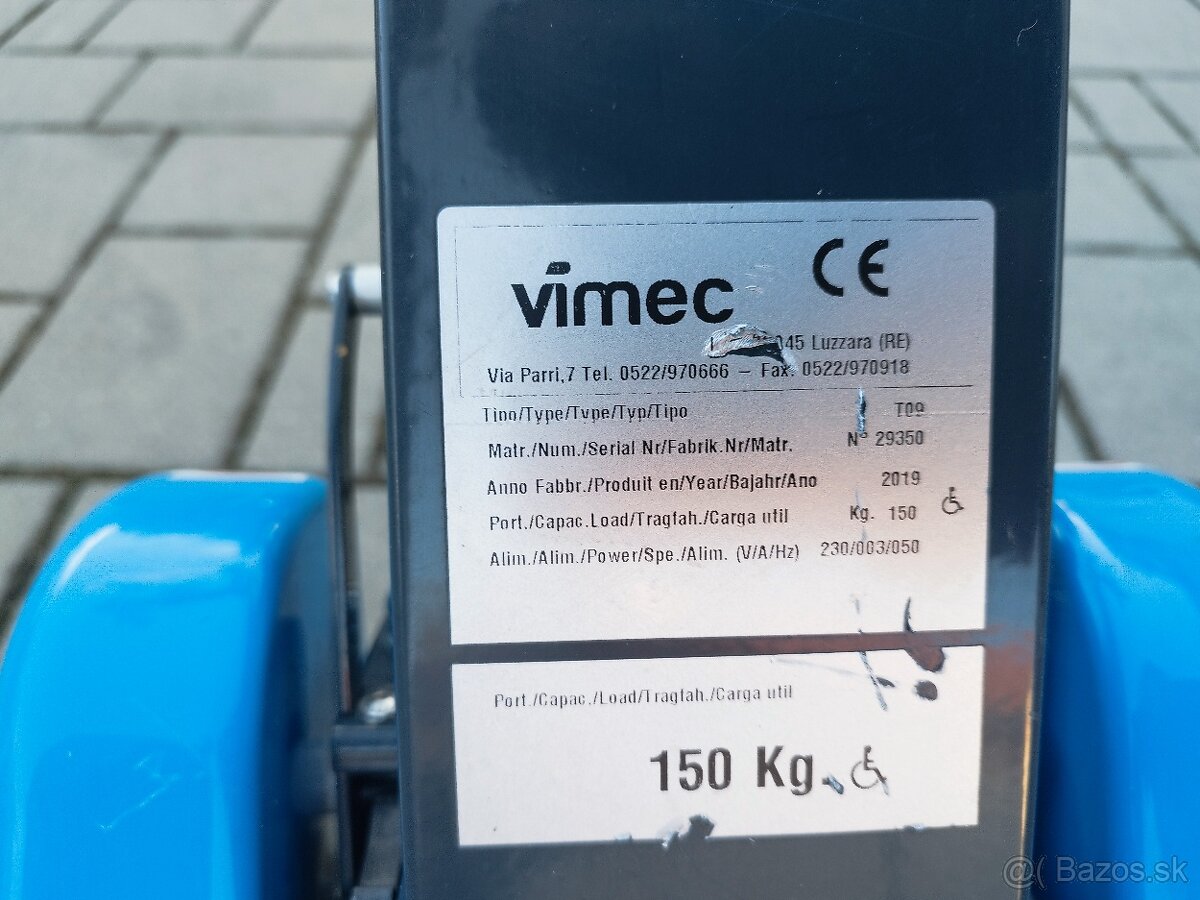 vimec CE
045 Luzzara (RE)
Via Parri,7 Tel. 0522/970666 – Fax. 0522/970918
Tipo/Type/Type/Typ/Tipo T09
Matr./Num./Serial Nr/Fabrik.Nr/Matr. N° 29350
Anno Fabbr./Produit en/Year/Bajahr/Ano 2019
Port./Capac.Load/Tragfah./Carga util Kg. 150
Alim./Alim./Power/Spe./Alim. (V/A/Hz) 230/003/050
Port./Capac./Load/Tragfah./Carga util
150 Kg.
@( Bazos.sk